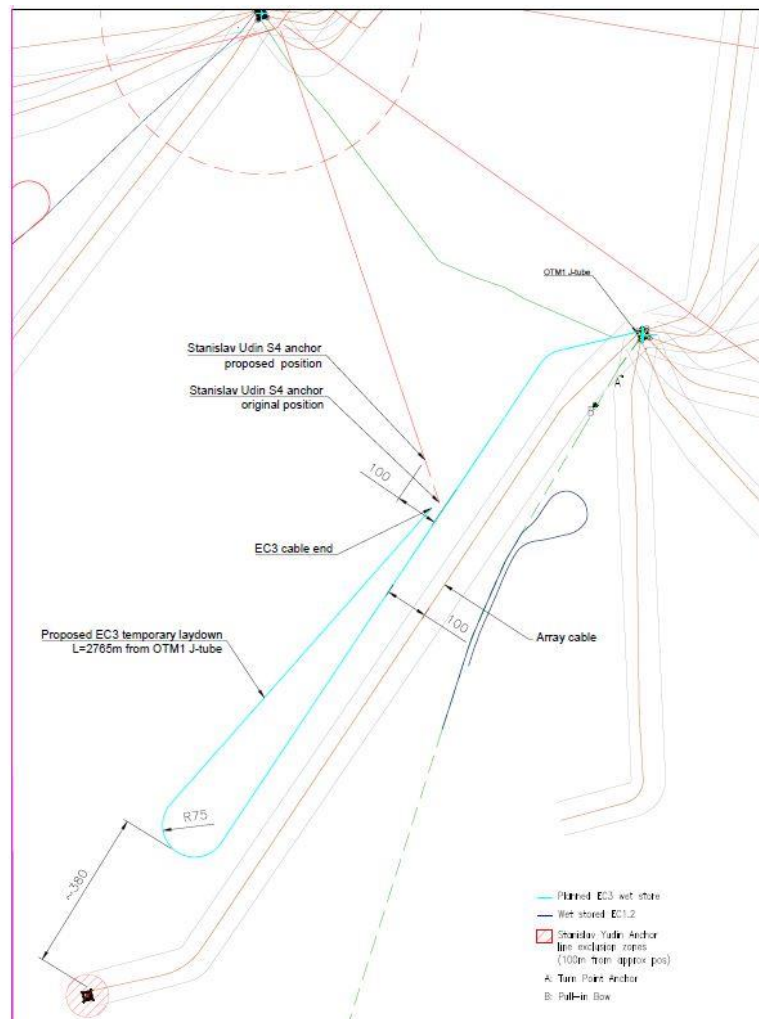 OTM1 J-tube
Stanislav Udin S4 anchor
proposed position
Stanislav Udin S4 anchor
original position
A
B
100
EC3 cable end
100
Array cable
Proposed EC3 temporary laydown
L=2765m from OTM1 J-tube
R75
~380
Planned EC3 wet store
Wet stored EC1.2
Stanislav Yudin Anchor
line exclusion zones
(100m from approx pos)
A: Turn Point Anchor
B: Pull-in Bow